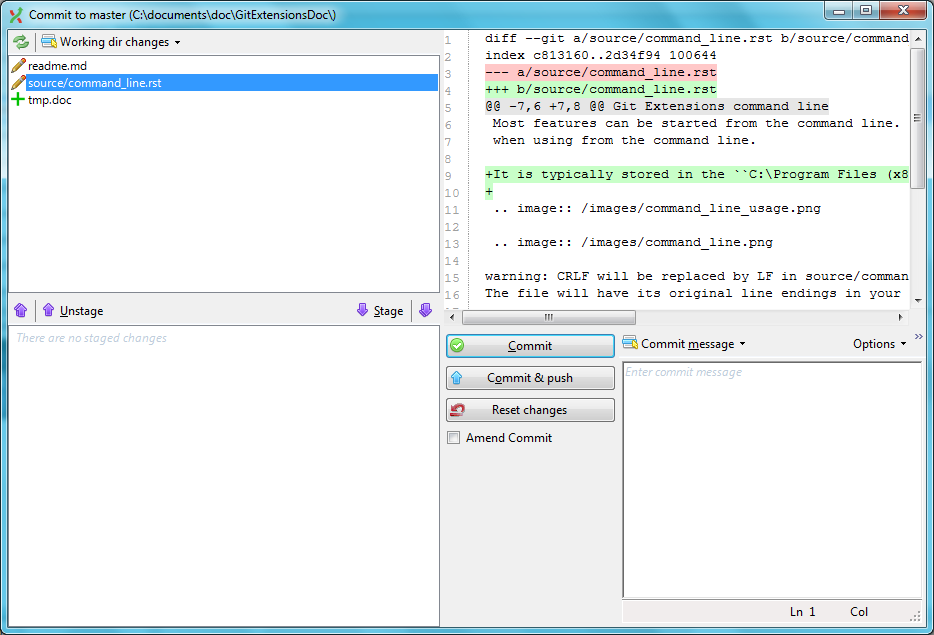 Commit to master (C:\documents\doc\GitExtensionsDoc\)
Working dir changes
readme.md
source/command_line.rst
tmp.doc
Unstage
Stage
There are no staged changes
1 diff --git a/source/command_line.rst b/source/command
2 index c813160..2d34f94 100644
3 --- a/source/command_line.rst
4 +++ b/source/command_line.rst
5 @@ -7,6 +7,8 @@ Git Extensions command line
6 Most features can be started from the command line.
7 when using from the command line.
8
9 +It is typically stored in the ``C:\Program Files (x8
10 +
11 .. image:: /images/command_line_usage.png
12
13 .. image:: /images/command_line.png
14
15 warning: CRLF will be replaced by LF in source/comman
16 The file will have its original line endings in your
Commit
Commit & push
Reset changes
Amend Commit
Commit message
Options
Enter commit message
Ln 1 Col